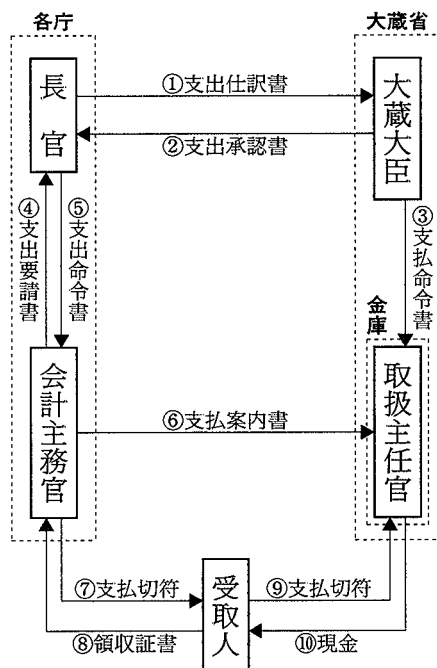 各庁
大蔵省
長官
大蔵大臣
①支出仕訳書
②支出承認書
③支払命令書
④支出要請書
⑤支出命令書
金庫
会計主務官
取扱主任官
⑥支払案内書
⑦支払切符
⑧領収証書
受取人
⑨支払切符
⑩現金